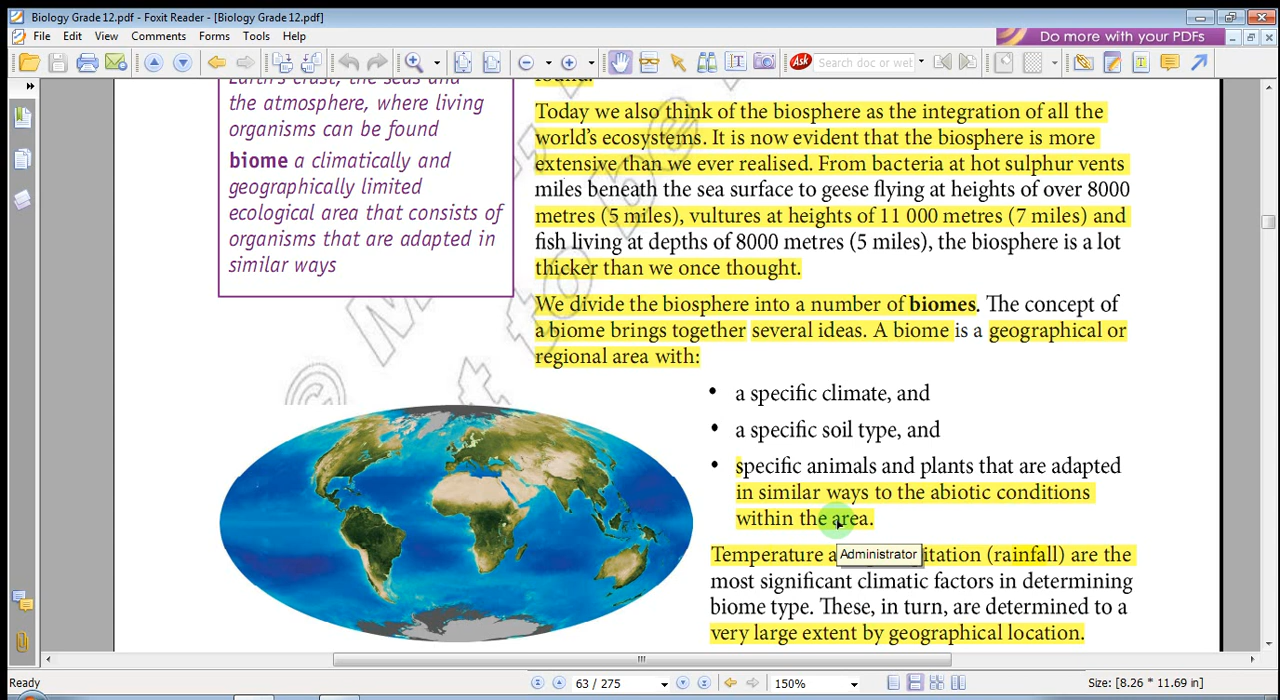 Biology Grade 12.pdf - Foxit Reader - [Biology Grade 12.pdf]
File Edit View Comments Forms Tools Help
Do more with your PDFs
Ask Search doc or wel
Earth's crust, the seas and
the atmosphere, where living
organisms can be found
biome a climatically and
geographically limited
ecological area that consists of
organisms that are adapted in
similar ways
found.
Today we also think of the biosphere as the integration of all the
world's ecosystems. It is now evident that the biosphere is more
extensive than we ever realised. From bacteria at hot sulphur vents
miles beneath the sea surface to geese flying at heights of over 8000
metres (5 miles), vultures at heights of 11 000 metres (7 miles) and
fish living at depths of 8000 metres (5 miles), the biosphere is a lot
thicker than we once thought.
We divide the biosphere into a number of biomes. The concept of
a biome brings together several ideas. A biome is a geographical or
regional area with:
• a specific climate, and
• a specific soil type, and
• specific animals and plants that are adapted
in similar ways to the abiotic conditions
within the area.
Administrator
Temperature a itation (rainfall) are the
most significant climatic factors in determining
biome type. These, in turn, are determined to a
very large extent by geographical location.
Ready 63 / 275 150% Size: [8.26 * 11.69 in]